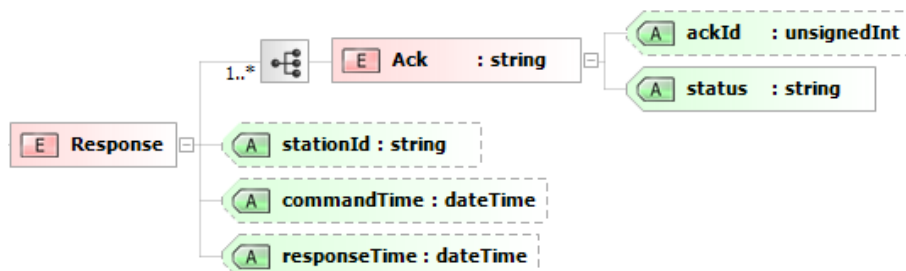 A ackId : unsignedInt
1..* E Ack : string
A status : string
E Response
A stationId : string
A commandTime : dateTime
A responseTime : dateTime